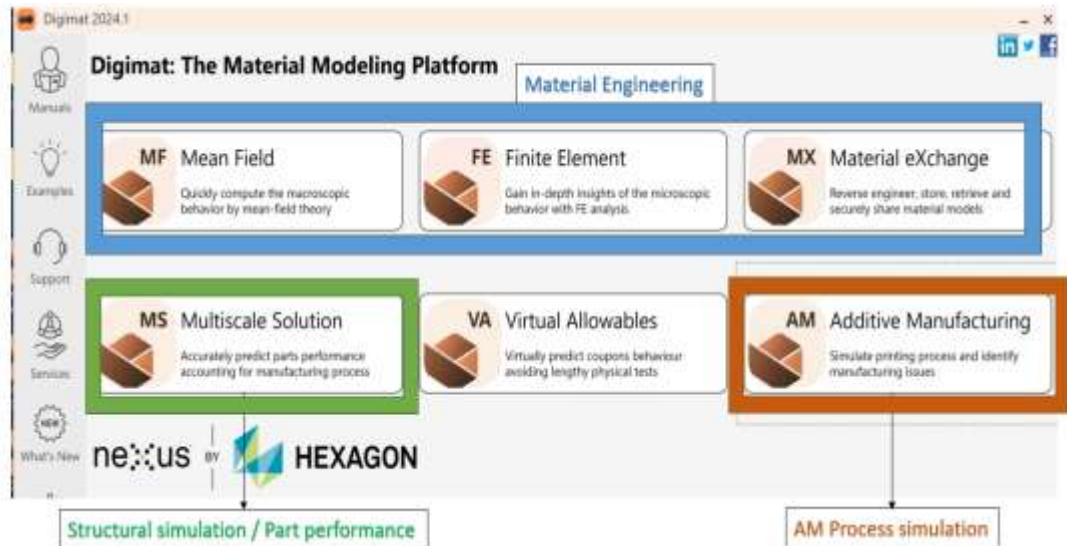 Digimat 2024.1
Digimat: The Material Modeling Platform
Material Engineering
Manuals
MF Mean Field
Quickly compute the macroscopic
behavior by mean-field theory
FE Finite Element
Gain in-depth insights of the microscopic
behavior with FE analysis
MX Material eXchange
Reverse engineer, store, retrieve and
securely share material models
Examples
Support
MS Multiscale Solution
Accurately predict parts performance
accounting for manufacturing process
VA Virtual Allowables
Virtually predict coupons behaviour
avoiding lengthy physical tests
AM Additive Manufacturing
Simulate printing process and identify
manufacturing issues
Services
NEW
What's New
nexus BY HEXAGON
Structural simulation / Part performance
AM Process simulation